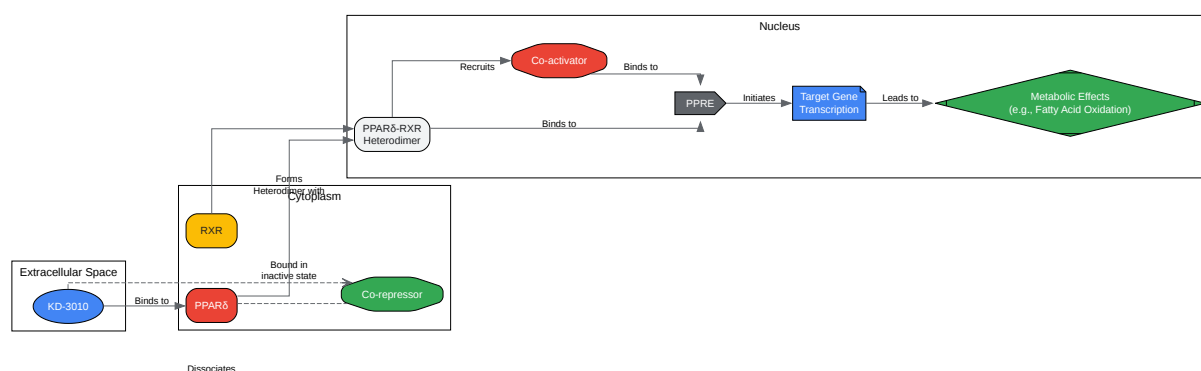 Nucleus
Co-activator
Recruits
Binds to
PPRE
Initiates
Target Gene
Transcription
Leads to
Metabolic Effects
(e.g., Fatty Acid Oxidation)
Binds to
PPARδ-RXR
Heterodimer
Forms
Heterodimer with
Cytoplasm
RXR
Extracellular Space
KD-3010
Binds to
PPARδ
Bound in
inactive state
Co-repressor
Dissociates